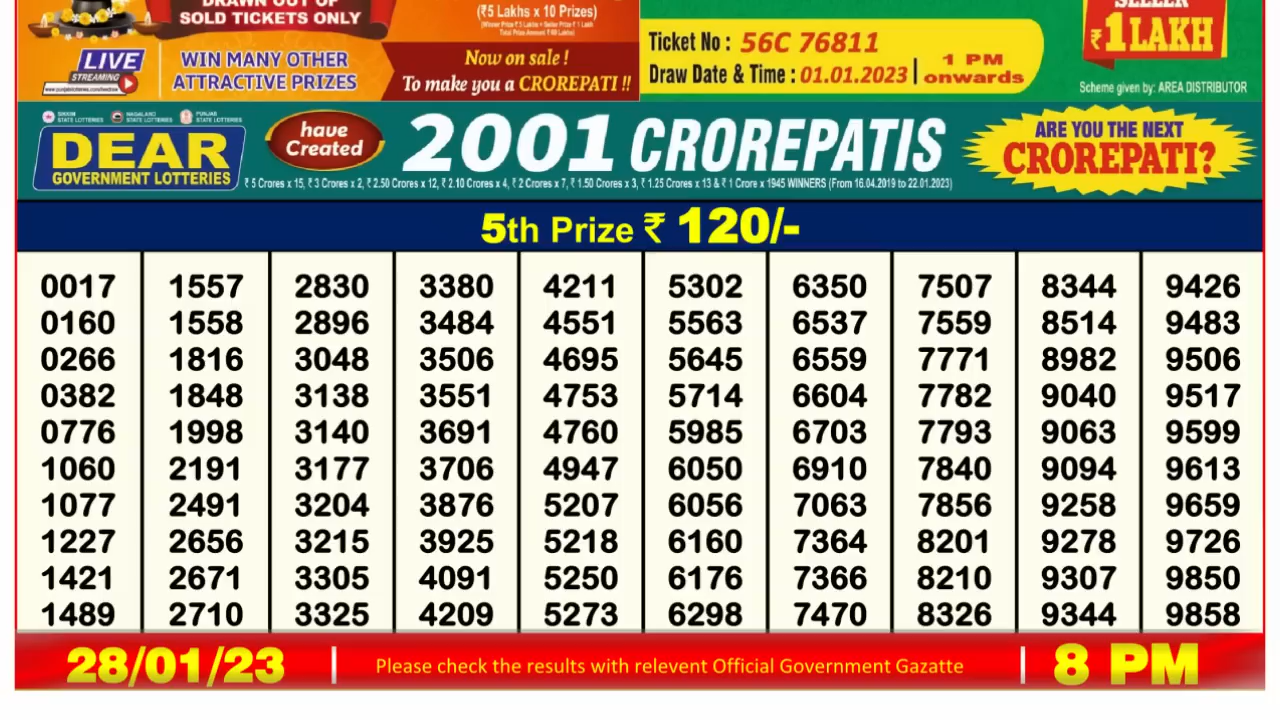 DRAWN OUT OF
SOLD TICKETS ONLY
LIVE
STREAMING
WIN MANY OTHER
ATTRACTIVE PRIZES
(₹5 Lakhs x 10 Prizes)
Now on sale !
To make you a CROREPATI !!
Ticket No : 56C 76811
Draw Date & Time : 01.01.2023 | 1 PM onwards
SELLER
₹1 LAKH
Scheme given by: AREA DISTRIBUTOR
SIKKIM STATE LOTTERIES NAGALAND STATE LOTTERIES PUNJAB STATE LOTTERIES
DEAR
GOVERNMENT LOTTERIES
have
Created
2001 CROREPATIS
₹ 5 Crores x 15, ₹ 3 Crores x 2, ₹ 2.50 Crores x 12, ₹ 2.10 Crores x 4, ₹ 2 Crores x 7, ₹ 1.50 Crores x 3, ₹ 1.25 Crores x 13 & ₹ 1 Crore x 1945 WINNERS (From 16.04.2019 to 22.01.2023)
ARE YOU THE NEXT
CROREPATI?
5th Prize ₹ 120/-
0017 1557 2830 3380 4211 5302 6350 7507 8344 9426
0160 1558 2896 3484 4551 5563 6537 7559 8514 9483
0266 1816 3048 3506 4695 5645 6559 7771 8982 9506
0382 1848 3138 3551 4753 5714 6604 7782 9040 9517
0776 1998 3140 3691 4760 5985 6703 7793 9063 9599
1060 2191 3177 3706 4947 6050 6910 7840 9094 9613
1077 2491 3204 3876 5207 6056 7063 7856 9258 9659
1227 2656 3215 3925 5218 6160 7364 8201 9278 9726
1421 2671 3305 4091 5250 6176 7366 8210 9307 9850
1489 2710 3325 4209 5273 6298 7470 8326 9344 9858
28/01/23 | Please check the results with relevent Official Government Gazatte | 8 PM